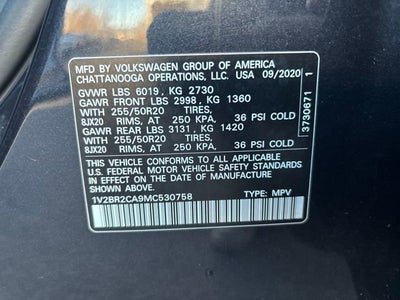 MFD BY VOLKSWAGEN GROUP OF AMERICA
CHATTANOOGA OPERATIONS, LLC. USA 09/2020
GVWR LBS 6019, KG 2730
GAWR FRONT LBS 2998, KG 1360
255/50R20 TIRES,
8JX20 RIMS, AT 250 KPA, 36 PSI COLD
GAWR REAR LBS 3131, KG 1420
255/50R20 TIRES,
8JX20 RIMS, AT 250 KPA, 36 PSI COLD
THIS VEHICLE CONFORMS TO ALL APPLICABLE
U.S. FEDERAL MOTOR VEHICLE SAFETY STANDARDS
IN EFFECT ON THE DATE OF MANUFACTURE
SHOWN ABOVE.
1V2BR2CA9MC530758 TYPE: MPV
3730671 1